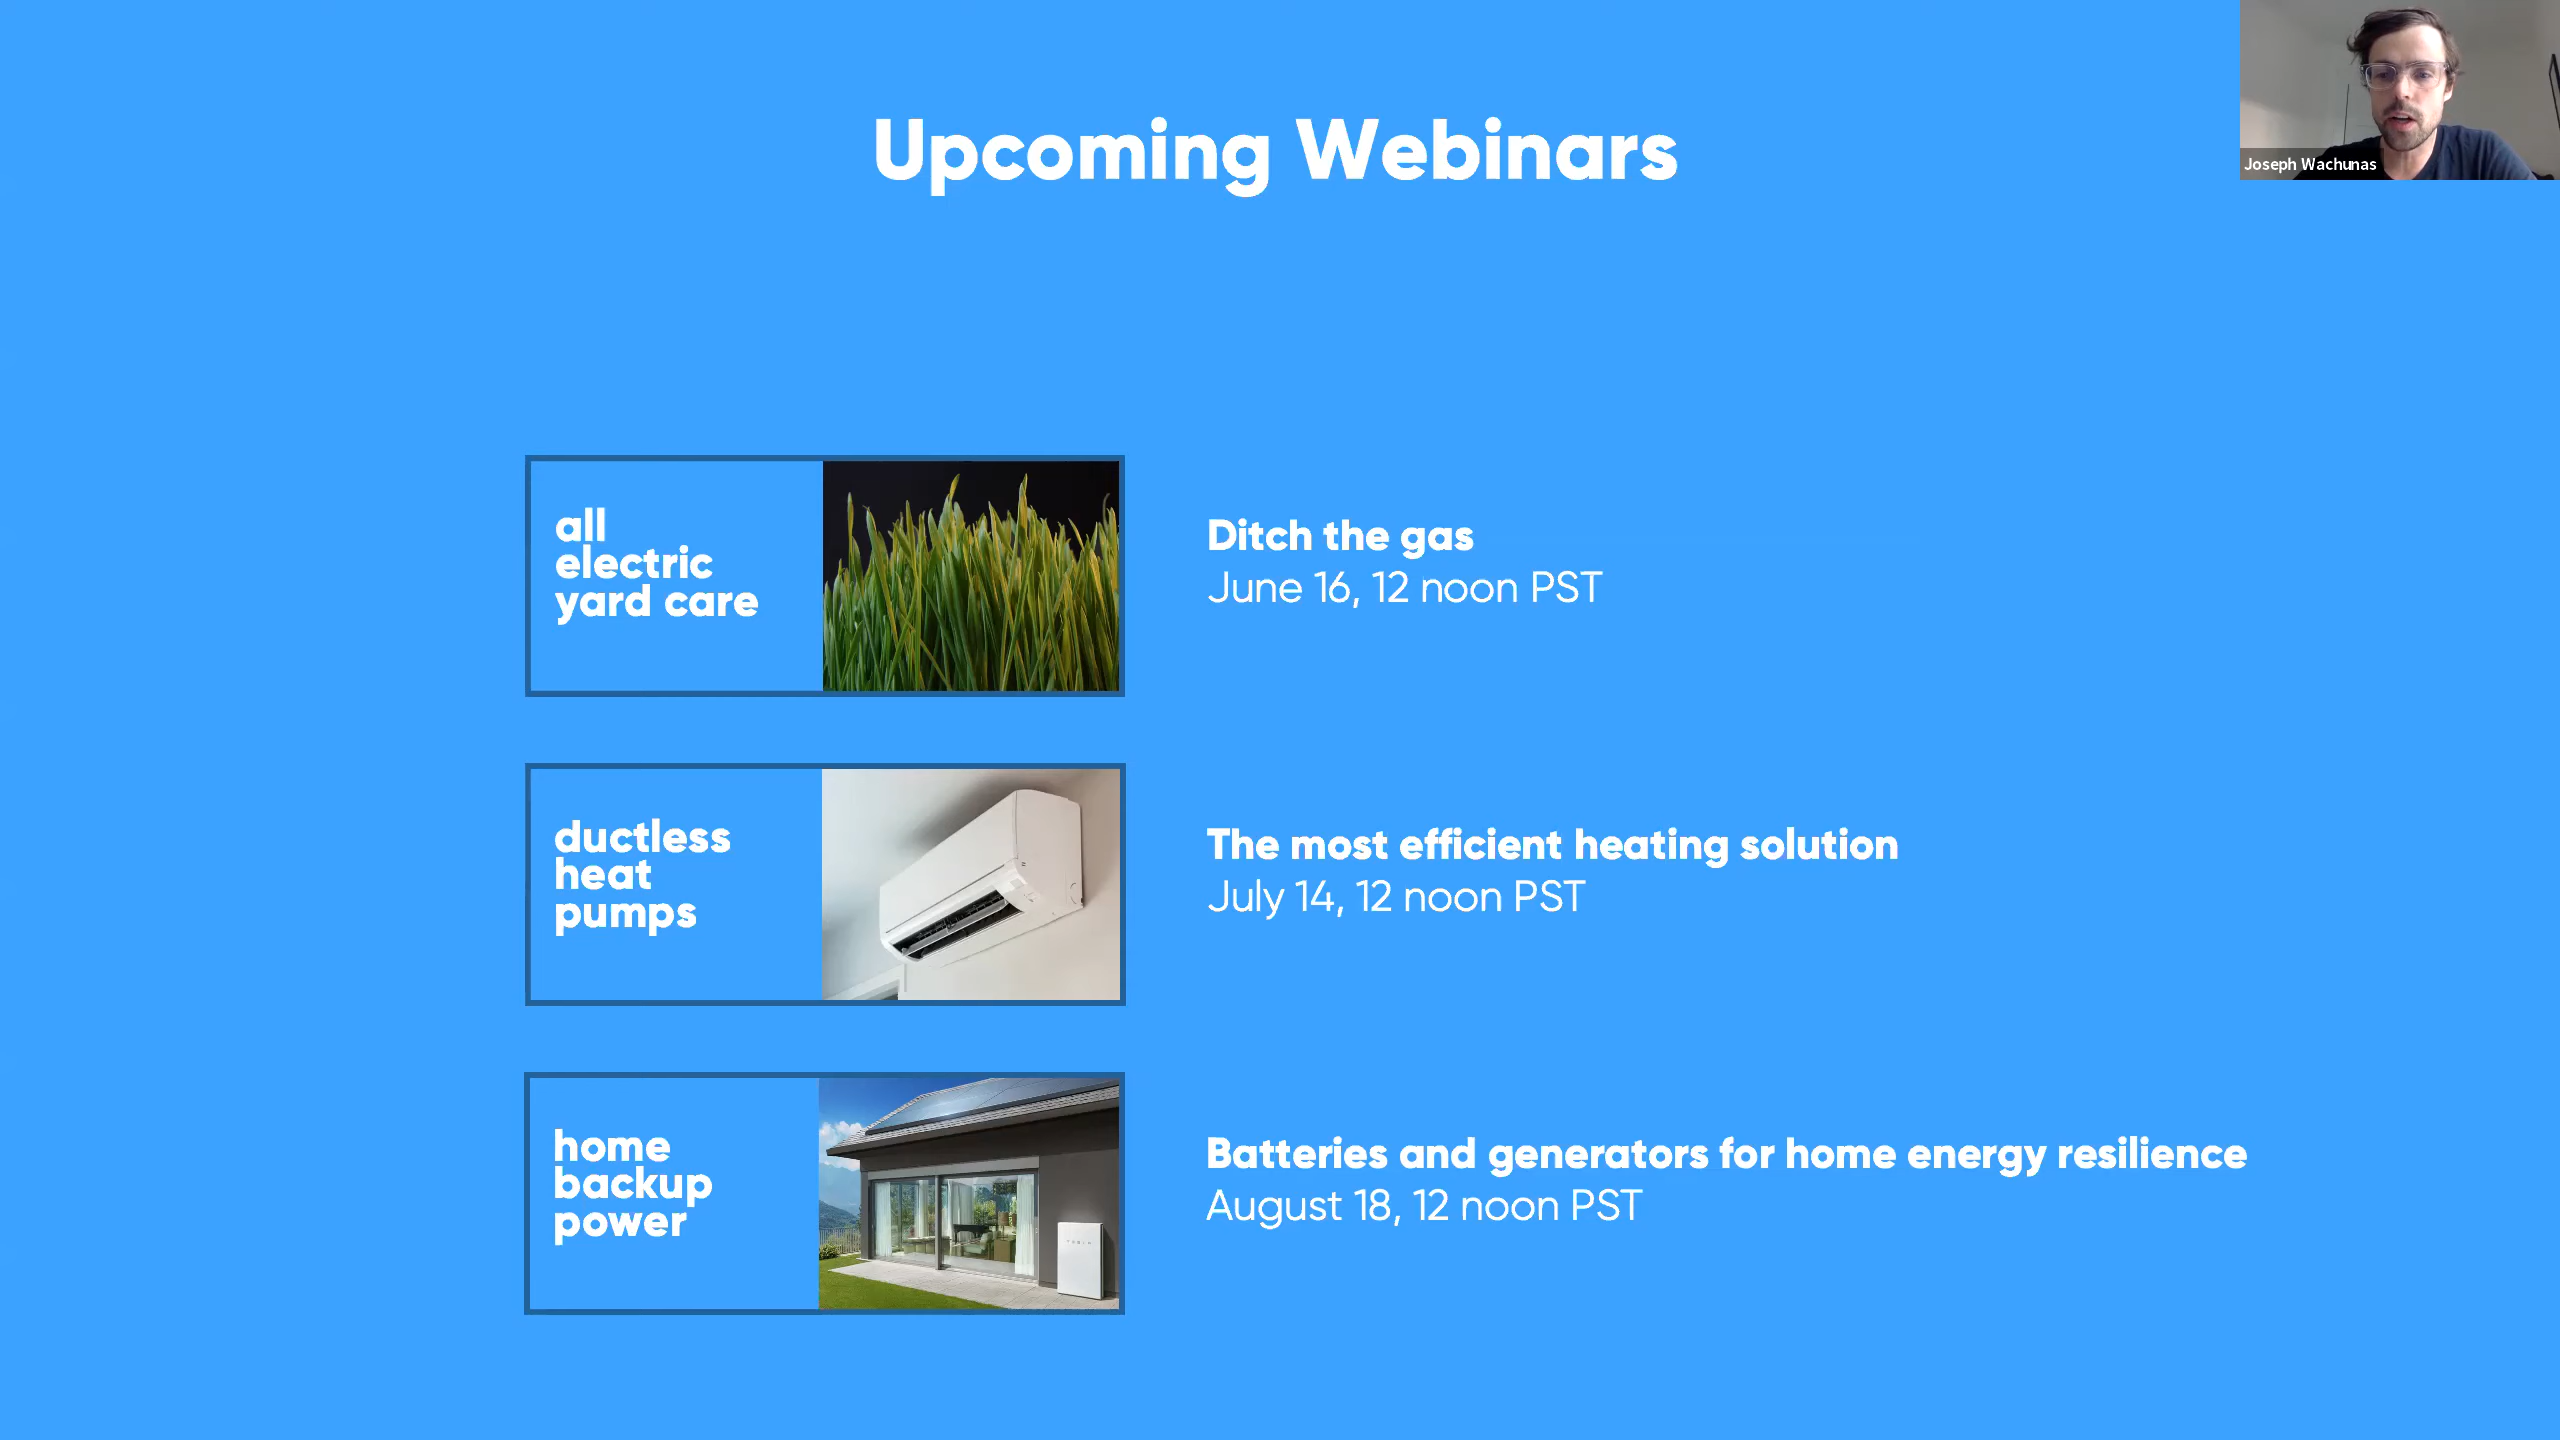 Upcoming Webinars
Joseph Wachunas
all
electric
yard care
Ditch the gas
June 16, 12 noon PST
ductless
heat
pumps
The most efficient heating solution
July 14, 12 noon PST
home
backup
power
TESLA
Batteries and generators for home energy resilience
August 18, 12 noon PST